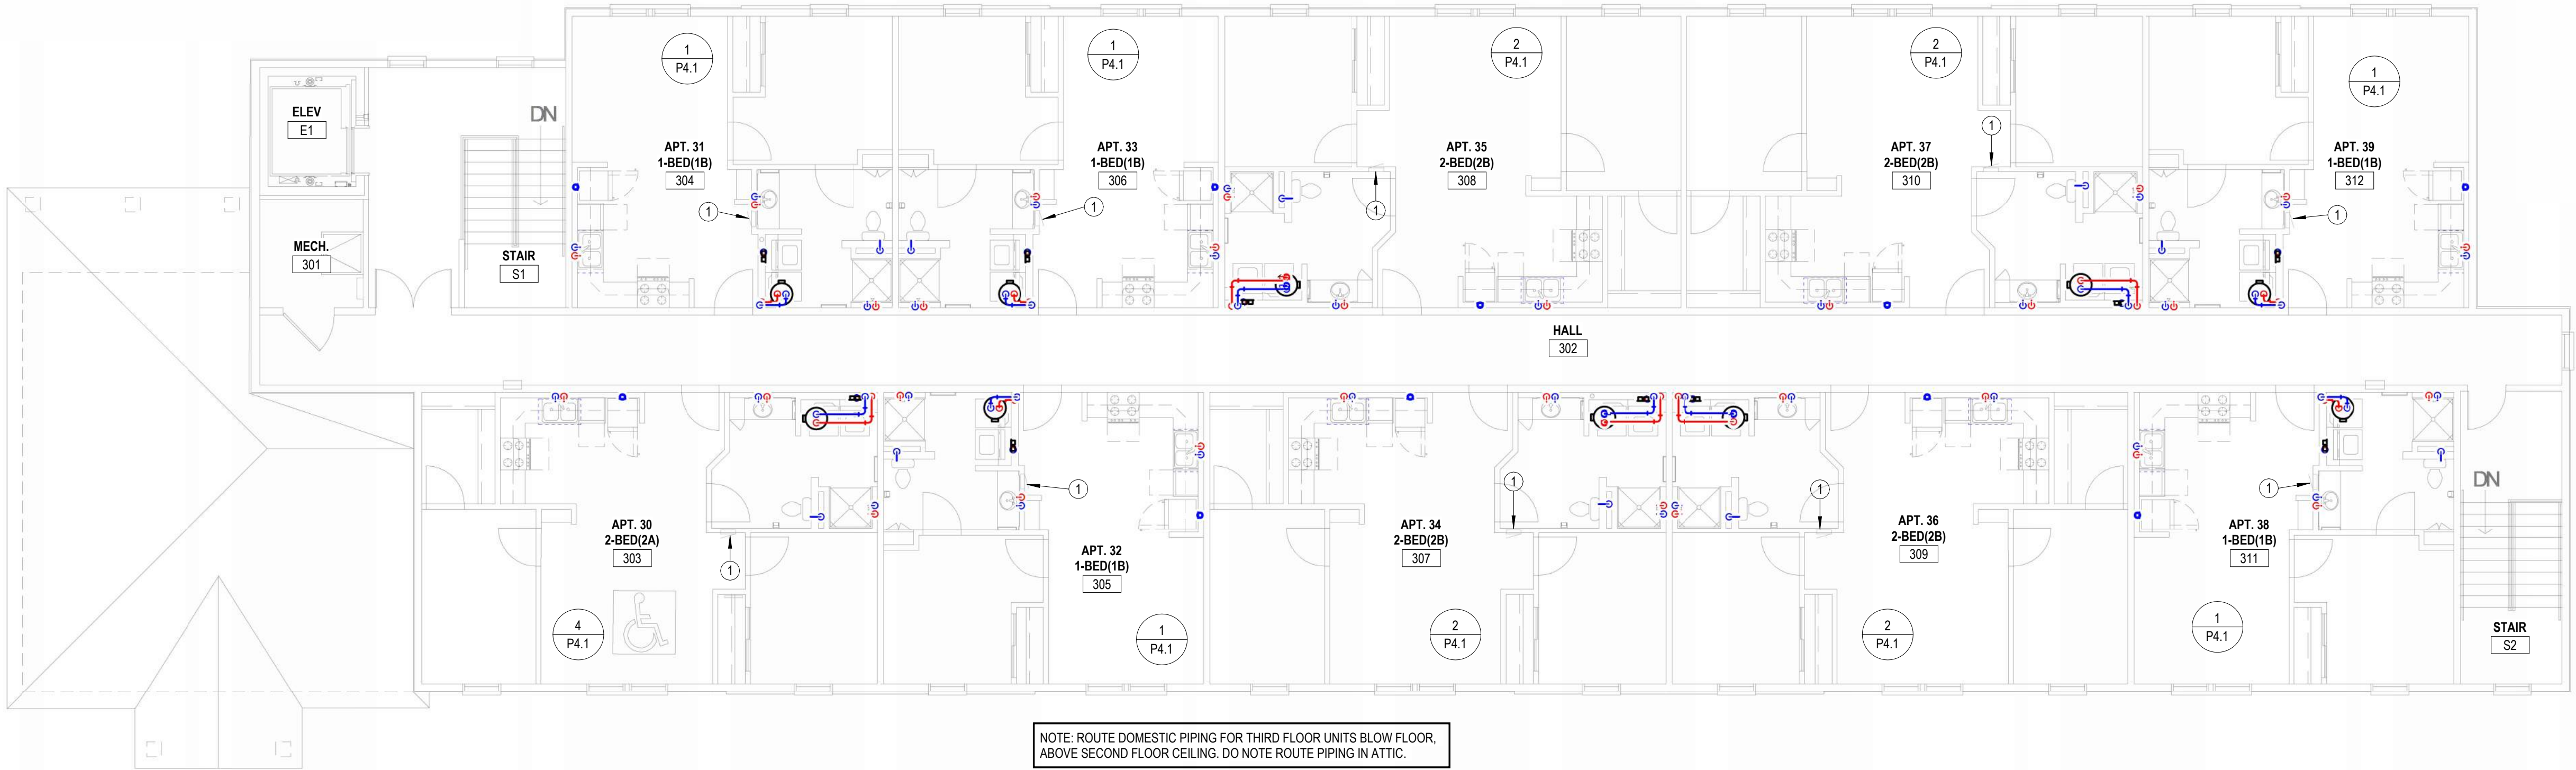 1
P4.1
1
P4.1
2
P4.1
2
P4.1
1
P4.1
ELEV
E1
DN
APT. 31
1-BED(1B)
304
APT. 33
1-BED(1B)
306
APT. 35
2-BED(2B)
308
APT. 37
2-BED(2B)
310
APT. 39
1-BED(1B)
312
1
1
1
1
1
MECH.
301
STAIR
S1
HALL
302
1
1
1
1
1
DN
APT. 30
2-BED(2A)
303
APT. 32
1-BED(1B)
305
APT. 34
2-BED(2B)
307
APT. 36
2-BED(2B)
309
APT. 38
1-BED(1B)
311
4
P4.1
1
P4.1
2
P4.1
2
P4.1
1
P4.1
STAIR
S2
NOTE: ROUTE DOMESTIC PIPING FOR THIRD FLOOR UNITS BLOW FLOOR,
ABOVE SECOND FLOOR CEILING. DO NOTE ROUTE PIPING IN ATTIC.